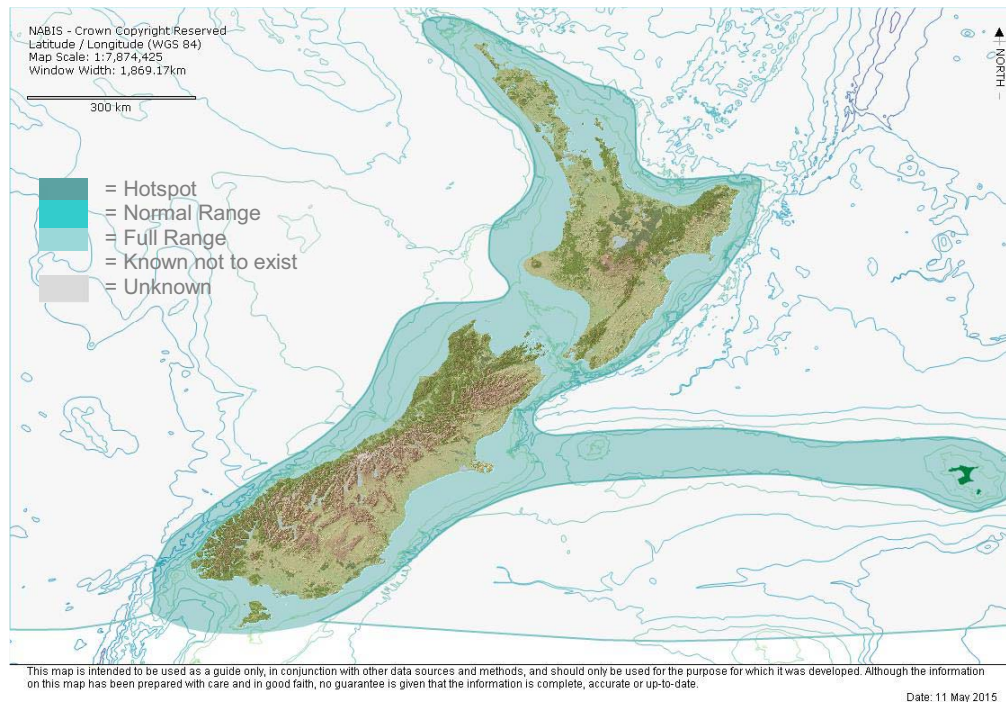 NABIS - Crown Copyright Reserved
Latitude / Longitude (WGS 84)
Map Scale: 1:7,874,425
Window Width: 1,869.17km
300 km
NORTH
= Hotspot
= Normal Range
= Full Range
= Known not to exist
= Unknown
This map is intended to be used as a guide only, in conjunction with other data sources and methods, and should only be used for the purpose for which it was developed. Although the information
on this map has been prepared with care and in good faith, no guarantee is given that the information is complete, accurate or up-to-date.
Date: 11 May 2015